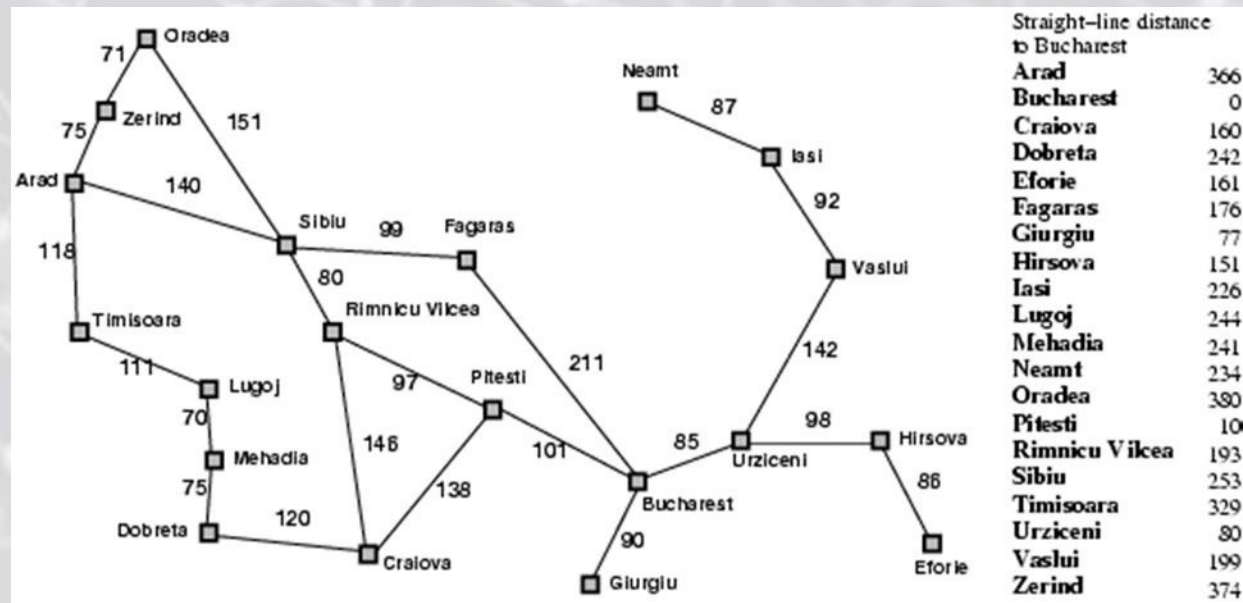 Oradea
71
Neamt
87
Zerind
151
75
Iasi
Arad
140
92
Sibiu
99
Fagaras
118
80
Vaslui
Timisoara
Rimnicu Vilcea
142
111
211
Lugoj
97
Pitesti
70
98
Hirsova
146
101
85
Urziceni
Mehadia
86
75
138
Bucharest
120
Dobreta
90
Craiova
Eforie
Giurgiu
Straight-line distance
to Bucharest
Arad 366
Bucharest 0
Craiova 160
Dobreta 242
Eforie 161
Fagaras 176
Giurgiu 77
Hirsova 151
Iasi 226
Lugoj 244
Mehadia 241
Neamt 234
Oradea 380
Pitesti
Rimnicu Vilcea 193
Sibiu 253
Timisoara 329
Urziceni 80
Vaslui 199
Zerind 374